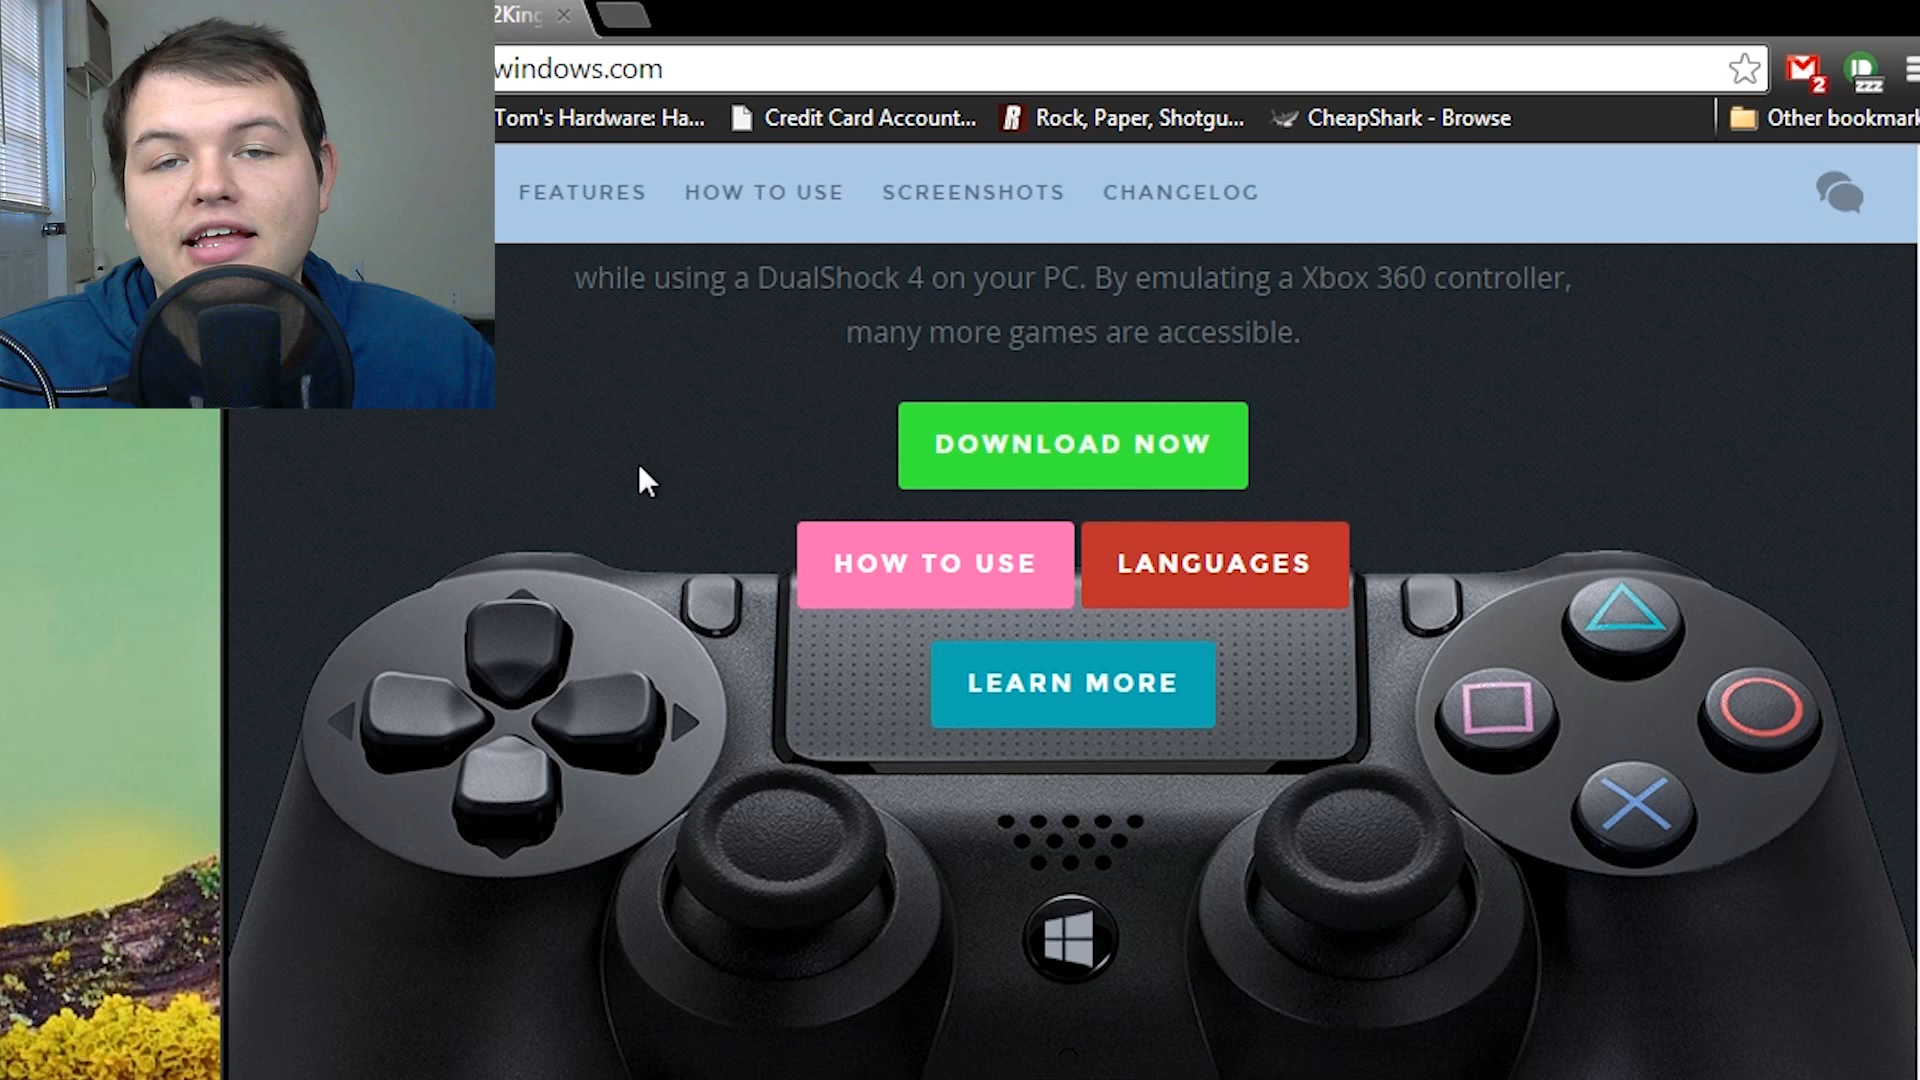 2King
windows.com
2
zzz
Tom's Hardware: Ha...
Credit Card Account...
Rock, Paper, Shotgu...
CheapShark - Browse
Other bookmark
FEATURES
HOW TO USE
SCREENSHOTS
CHANGELOG
while using a DualShock 4 on your PC. By emulating a Xbox 360 controller,
many more games are accessible.
DOWNLOAD NOW
HOW TO USE
LANGUAGES
LEARN MORE